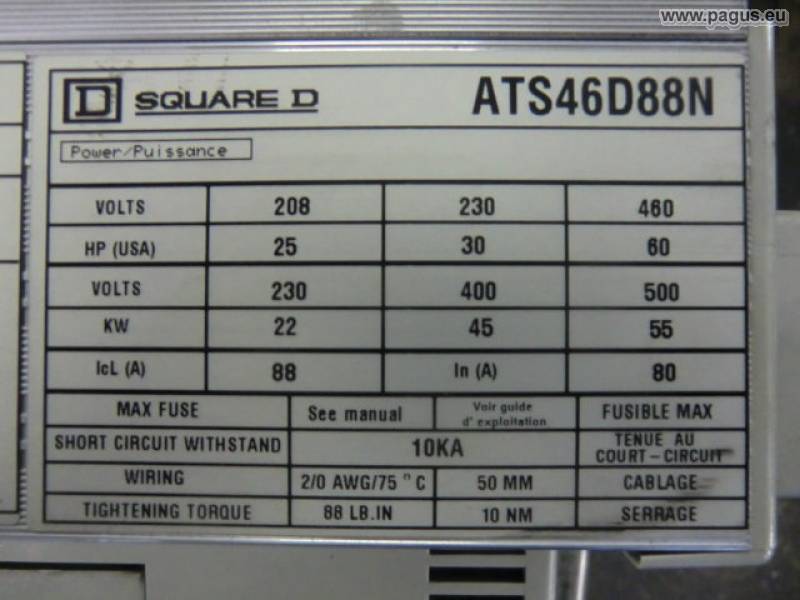 www.pagus.eu
D SQUARE D ATS46D88N
Power/Puissance
VOLTS 208 230 460
HP (USA) 25 30 60
VOLTS 230 400 500
KW 22 45 55
IcL (A) 88 In (A) 80
MAX FUSE See manual Voir guide d' exploitation FUSIBLE MAX
SHORT CIRCUIT WITHSTAND 10KA TENUE AU COURT-CIRCUIT
WIRING 2/0 AWG/75 °C 50 MM CABLAGE
TIGHTENING TORQUE 88 LB.IN 10 NM SERRAGE